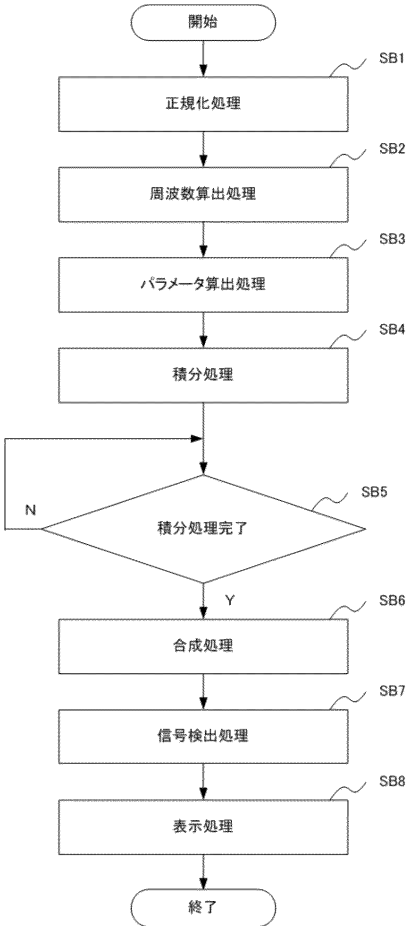 開始
SB1
正規化処理
SB2
周波数算出処理
SB3
パラメータ算出処理
SB4
積分処理
SB5
積分処理完了
N
Y
SB6
合成処理
SB7
信号検出処理
SB8
表示処理
終了